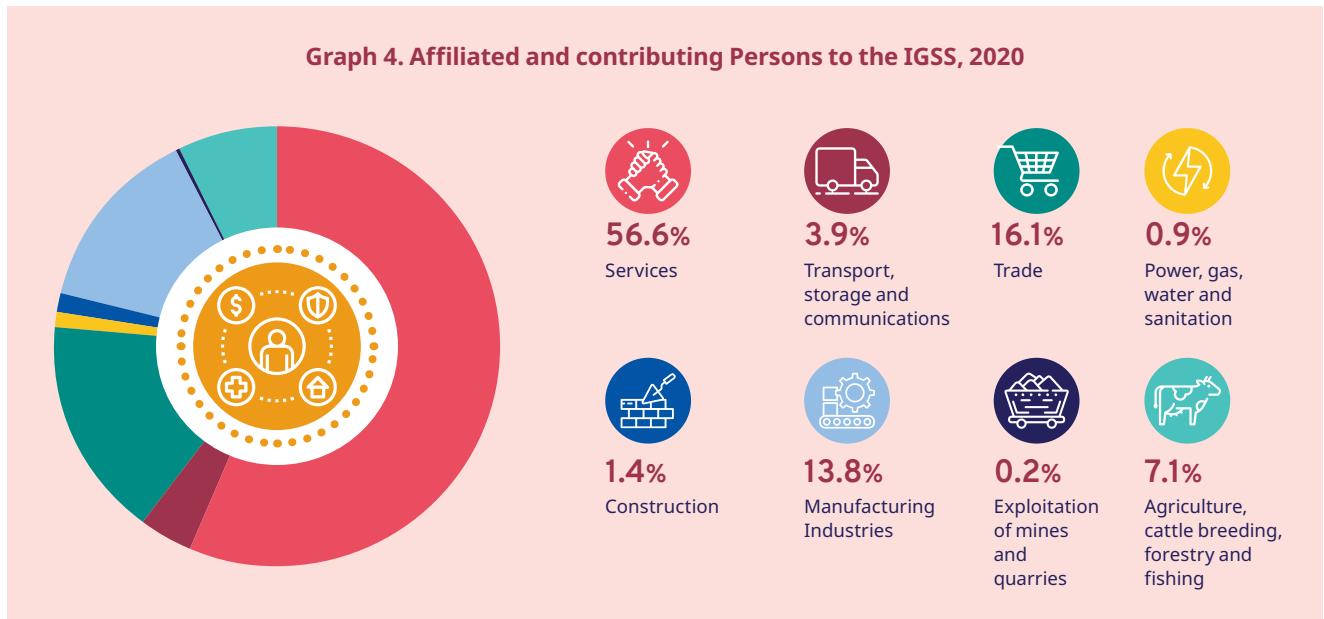 Graph 4. Affiliated and contributing Persons to the IGSS, 2020
56.6%
Services
3.9%
Transport,
storage and
communications
16.1%
Trade
0.9%
Power, gas,
water and
sanitation
1.4%
Construction
13.8%
Manufacturing
Industries
0.2%
Exploitation
of mines
and
quarries
7.1%
Agriculture,
cattle breeding,
forestry and
fishing
$